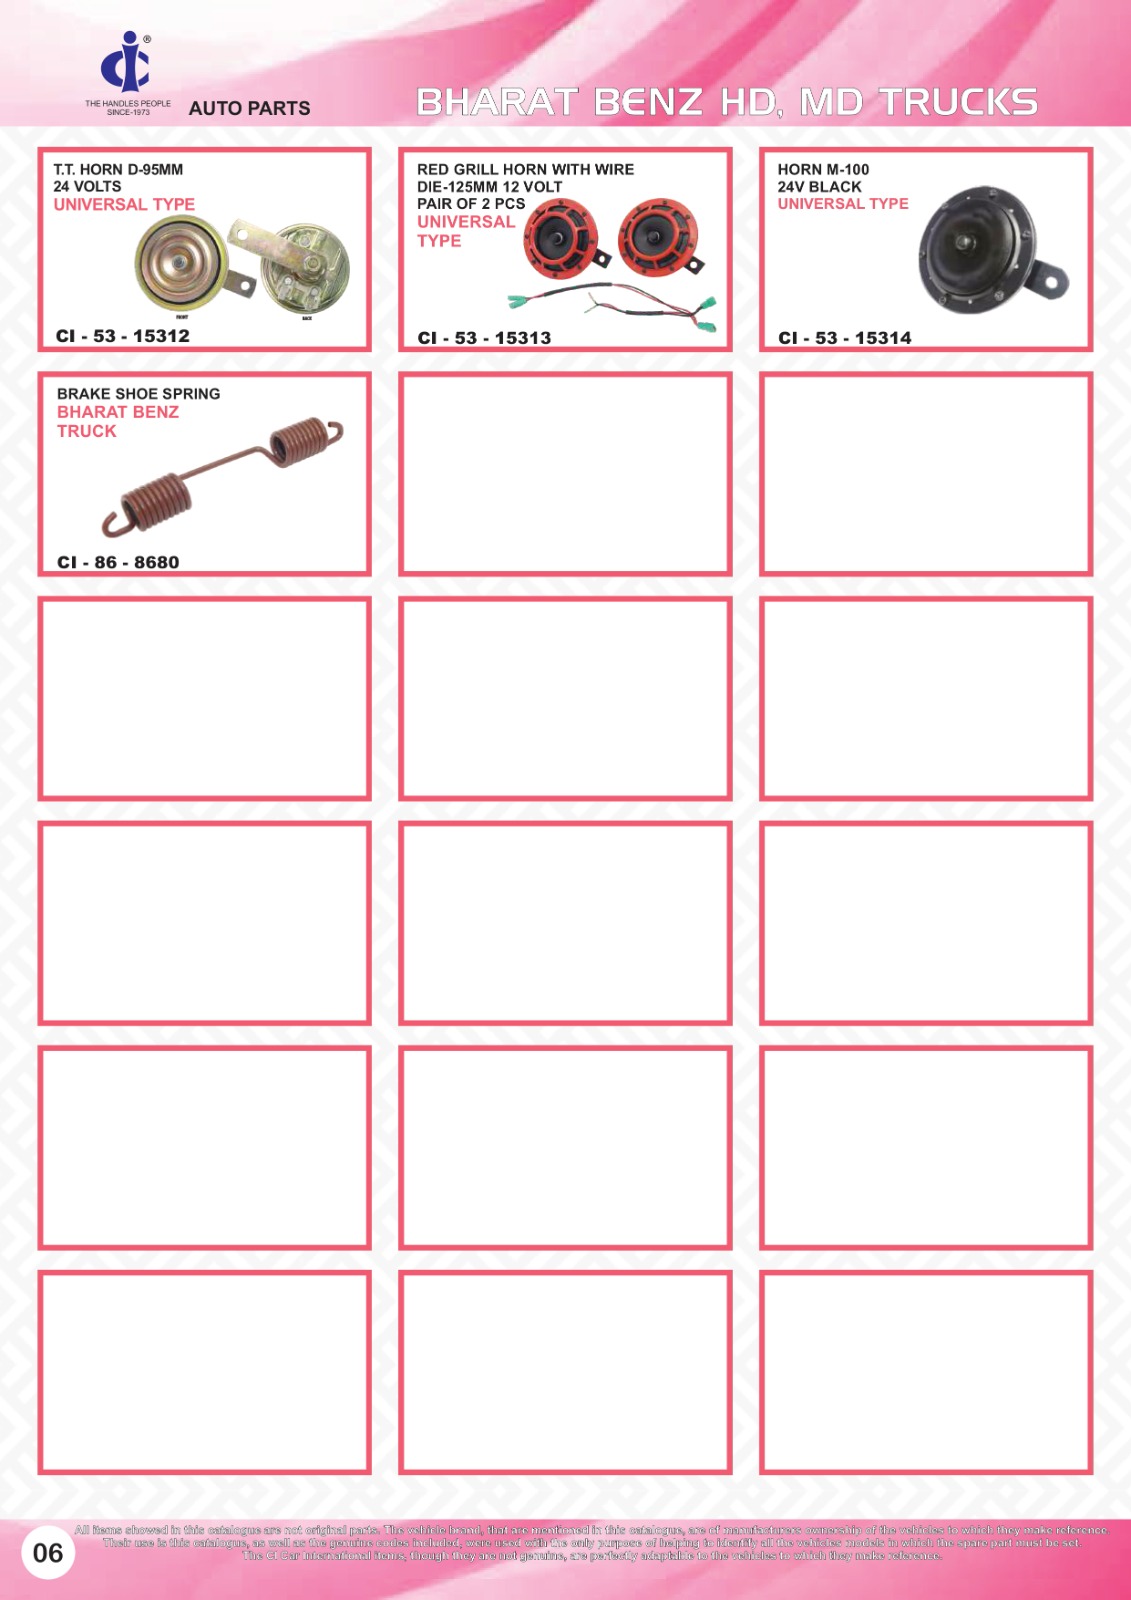 ®
THE HANDLES PEOPLE
SINCE-1973
AUTO PARTS
BHARAT BENZ HD, MD TRUCKS
T.T. HORN D-95MM
24 VOLTS
UNIVERSAL TYPE
FRONT
BACK
CI - 53 - 15312
RED GRILL HORN WITH WIRE
DIE-125MM 12 VOLT
PAIR OF 2 PCS
UNIVERSAL
TYPE
CI - 53 - 15313
HORN M-100
24V BLACK
UNIVERSAL TYPE
CI - 53 - 15314
BRAKE SHOE SPRING
BHARAT BENZ
TRUCK
CI - 86 - 8680
06
All items showed in this catalogue are not original parts. The vehicle brand, that are mentioned in this catalogue, are of manufacturers ownership of the vehicles to which they make reference.
Their use is this catalogue, as well as the genuine codes included, were used with the only purpose of helping to identify all the vehicles models in which the spare part must be set.
The CI Car International items, though they are not genuine, are perfectly adaptable to the vehicles to which they make reference.